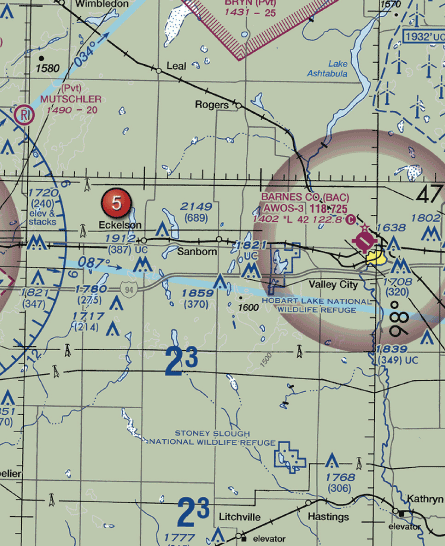 Wimbledon
BRYN (Pvt)
1431 - 25
1570
034°
1932 UC
Lake
Ashtabula
1580
Leal
(Pvt)
MUTSCHLER
1490 - 20
R
Rogers
47
5
1720
(240)
elev &
stacks
BARNES CO (BAC)
AWOS-3 118.725
1402 *L 42 122.8 C
2149
(689)
1802
1638
Eckelson
1912
(387) UC
Sanborn
1821
UC
087°
94
1821
(347)
1780
(275)
1859
(370)
Valley City
1708
(320)
HOBART LAKE NATIONAL
WILDLIFE REFUGE
1717
(214)
1600
98°
1839
(349) UC
1500
23
STONEY SLOUGH
NATIONAL WILDLIFE REFUGE
1768
(306)
Kathryn
23
Litchville
Hastings
elevator
elevator
1777